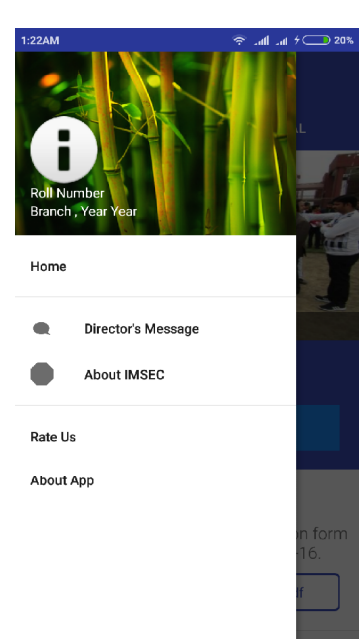 1:22AM
20%
AL
Roll Number
Branch , Year Year
Home
Director's Message
About IMSEC
Rate Us
About App
on form
-16.
df